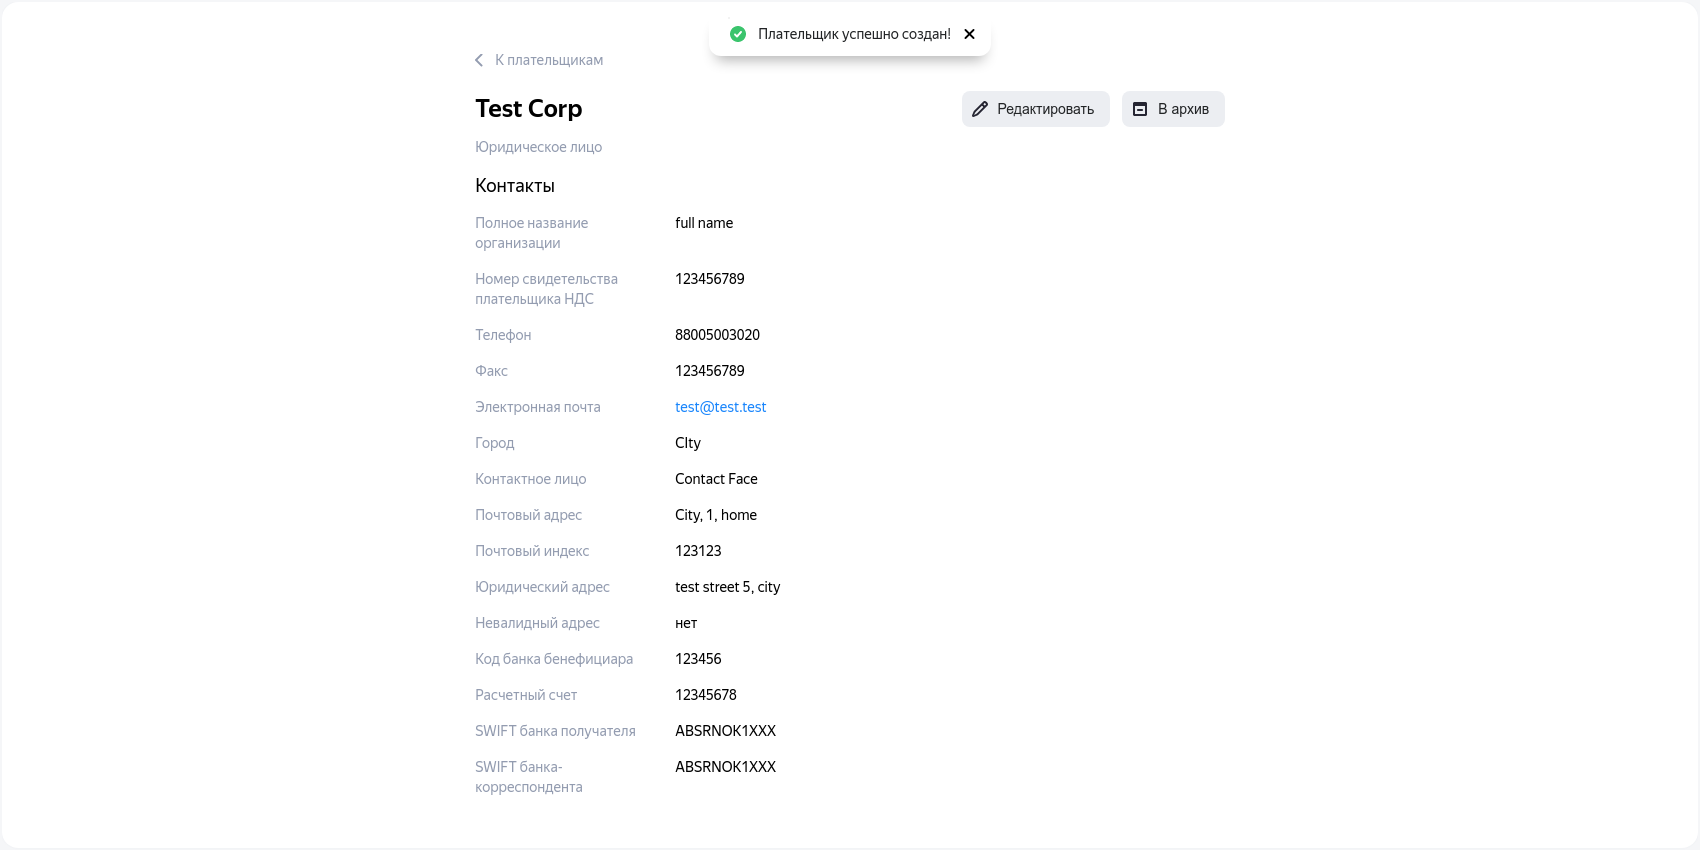 Плательщик успешно создан!
К плательщикам
Test Corp
Редактировать
В архив
Юридическое лицо
Контакты
Полное название
организации
full name
Номер свидетельства
плательщика НДС
123456789
Телефон
88005003020
Факс
123456789
Электронная почта
test@test.test
Город
CIty
Контактное лицо
Contact Face
Почтовый адрес
City, 1, home
Почтовый индекс
123123
Юридический адрес
test street 5, city
Невалидный адрес
нет
Код банка бенефициара
123456
Расчетный счет
12345678
SWIFT банка получателя
ABSRNOK1XXX
SWIFT банка-
корреспондента
ABSRNOK1XXX